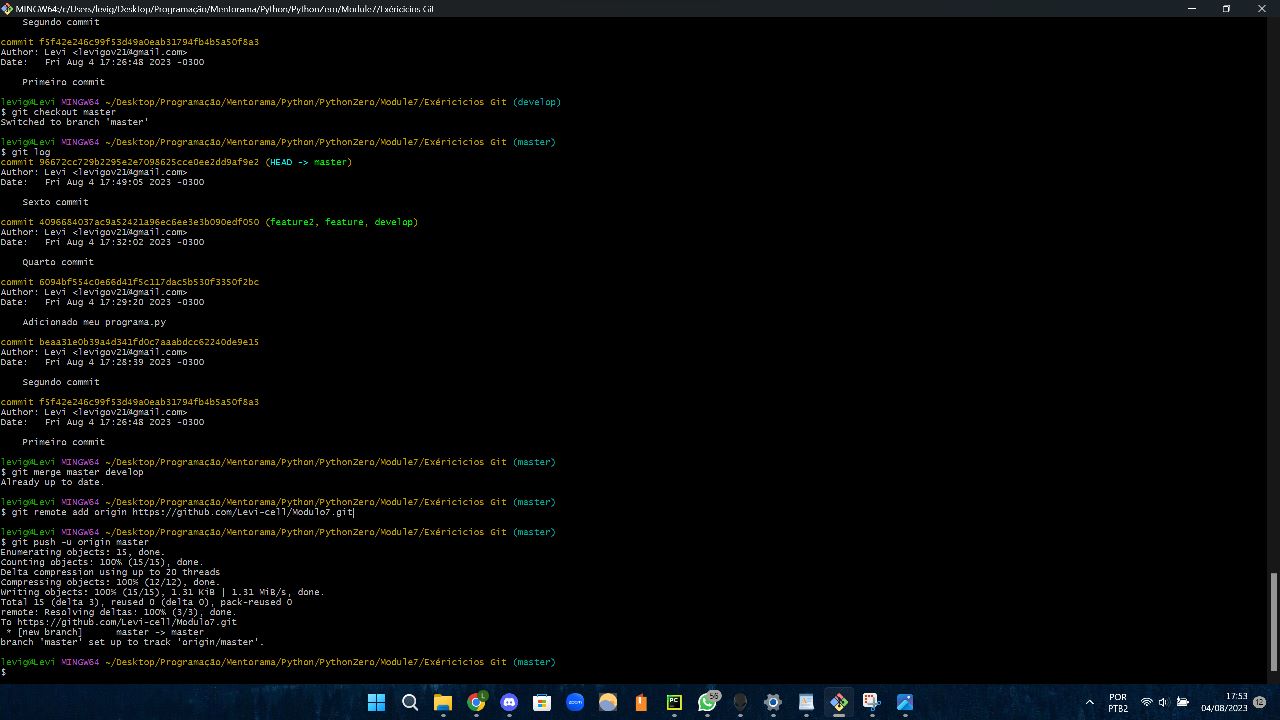 MINGW64:/c/Users/levig/Desktop/Programação/Mentorama/Python/PythonZero/Module7/Exéricicios Git
Segundo commit
commit f5f42e246c99f53d49a0eab31794fb4b5a50f8a3
Author: Levi <levigov21@gmail.com>
Date:   Fri Aug 4 17:26:48 2023 -0300
Primeiro commit
levig@Levi MINGW64 ~/Desktop/Programação/Mentorama/Python/PythonZero/Module7/Exéricicios Git (develop)
$ git checkout master
Switched to branch 'master'
levig@Levi MINGW64 ~/Desktop/Programação/Mentorama/Python/PythonZero/Module7/Exéricicios Git (master)
$ git log
commit 96672cc729b2295e2e7098625cce0ee2dd9af9e2 (HEAD -> master)
Author: Levi <levigov21@gmail.com>
Date:   Fri Aug 4 17:49:05 2023 -0300
Sexto commit
commit 4096684037ac9a52421a96ec6ee3e3b090edf050 (feature2, feature, develop)
Author: Levi <levigov21@gmail.com>
Date:   Fri Aug 4 17:32:02 2023 -0300
Quarto commit
commit 6094bf554c0e66d41f5c117dac5b530f3350f2bc
Author: Levi <levigov21@gmail.com>
Date:   Fri Aug 4 17:29:20 2023 -0300
Adicionado meu programa.py
commit beaa31e0b39a4d341fd0c7aaabdcc62240de9e15
Author: Levi <levigov21@gmail.com>
Date:   Fri Aug 4 17:28:39 2023 -0300
Segundo commit
commit f5f42e246c99f53d49a0eab31794fb4b5a50f8a3
Author: Levi <levigov21@gmail.com>
Date:   Fri Aug 4 17:26:48 2023 -0300
Primeiro commit
levig@Levi MINGW64 ~/Desktop/Programação/Mentorama/Python/PythonZero/Module7/Exéricicios Git (master)
$ git merge master develop
Already up to date.
levig@Levi MINGW64 ~/Desktop/Programação/Mentorama/Python/PythonZero/Module7/Exéricicios Git (master)
$ git remote add origin https://github.com/Levi-cell/Modulo7.git
levig@Levi MINGW64 ~/Desktop/Programação/Mentorama/Python/PythonZero/Module7/Exéricicios Git (master)
$ git push -u origin master
Enumerating objects: 15, done.
Counting objects: 100% (15/15), done.
Delta compression using up to 20 threads
Compressing objects: 100% (12/12), done.
Writing objects: 100% (15/15), 1.31 KiB | 1.31 MiB/s, done.
Total 15 (delta 3), reused 0 (delta 0), pack-reused 0
remote: Resolving deltas: 100% (3/3), done.
To https://github.com/Levi-cell/Modulo7.git
* [new branch]      master -> master
branch 'master' set up to track 'origin/master'.
levig@Levi MINGW64 ~/Desktop/Programação/Mentorama/Python/PythonZero/Module7/Exéricicios Git (master)
$
L
zoom
PC
56
POR
PTB2
17:53
04/08/2023
12